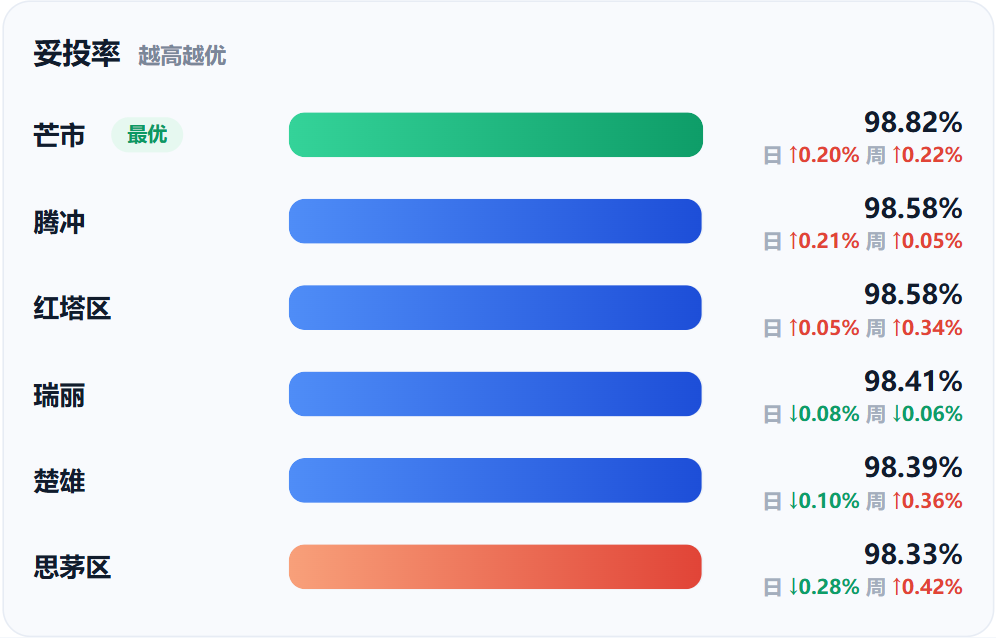 妥投率 越高越优
芒市 最优 98.82%
日 ↑0.20% 周 ↑0.22%
腾冲 98.58%
日 ↑0.21% 周 ↑0.05%
红塔区 98.58%
日 ↑0.05% 周 ↑0.34%
瑞丽 98.41%
日 ↓0.08% 周 ↓0.06%
楚雄 98.39%
日 ↓0.10% 周 ↑0.36%
思茅区 98.33%
日 ↓0.28% 周 ↑0.42%